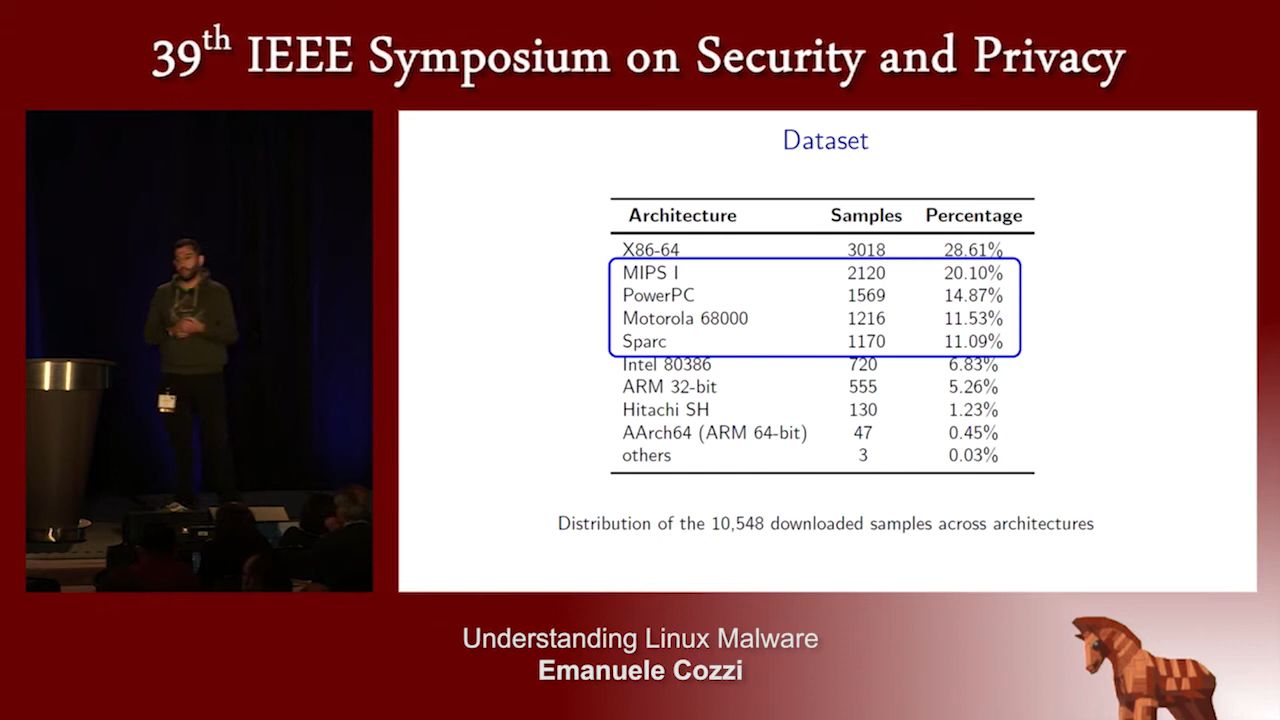 39th IEEE Symposium on Security and Privacy
Dataset
Architecture Samples Percentage
X86-64 3018 28.61%
MIPS I 2120 20.10%
PowerPC 1569 14.87%
Motorola 68000 1216 11.53%
Sparc 1170 11.09%
Intel 80386 720 6.83%
ARM 32-bit 555 5.26%
Hitachi SH 130 1.23%
AArch64 (ARM 64-bit) 47 0.45%
others 3 0.03%
Distribution of the 10,548 downloaded samples across architectures
Understanding Linux Malware
Emanuele Cozzi